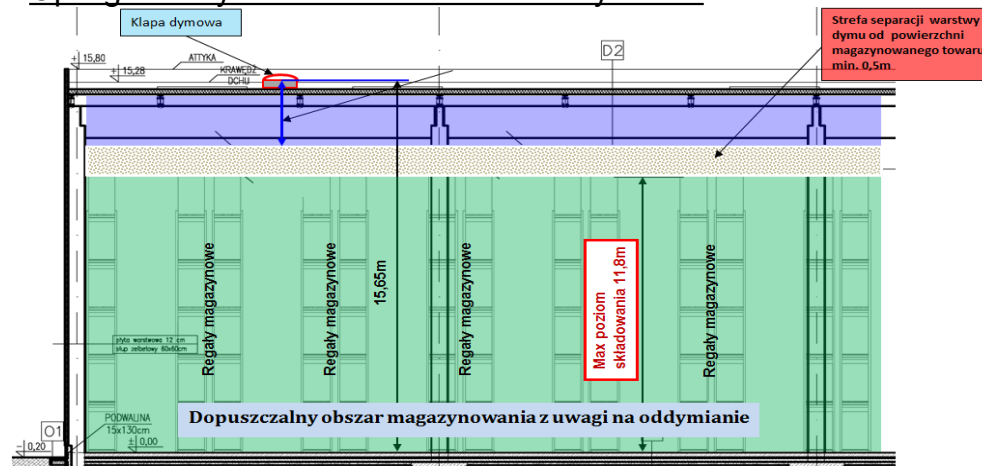 Klapa dymowa
Strefa separacji warstwy
dymu od powierzchni
magazynowanego towaru
min. 0,5m
D2
+ 15,80
ATTYKA
+ 15,28
KRAWĘDŹ
DCHU
Regały magazynowe
Regały magazynowe
15,65m
Regały magazynowe
Max poziom
składowania 11,8m
Regały magazynowe
płyta warstwowa 12 cm
słup żelbetowy 60x60cm
Dopuszczalny obszar magazynowania z uwagi na oddymianie
PODWALINA
15x130cm
O1
± 0,00
- 0,20